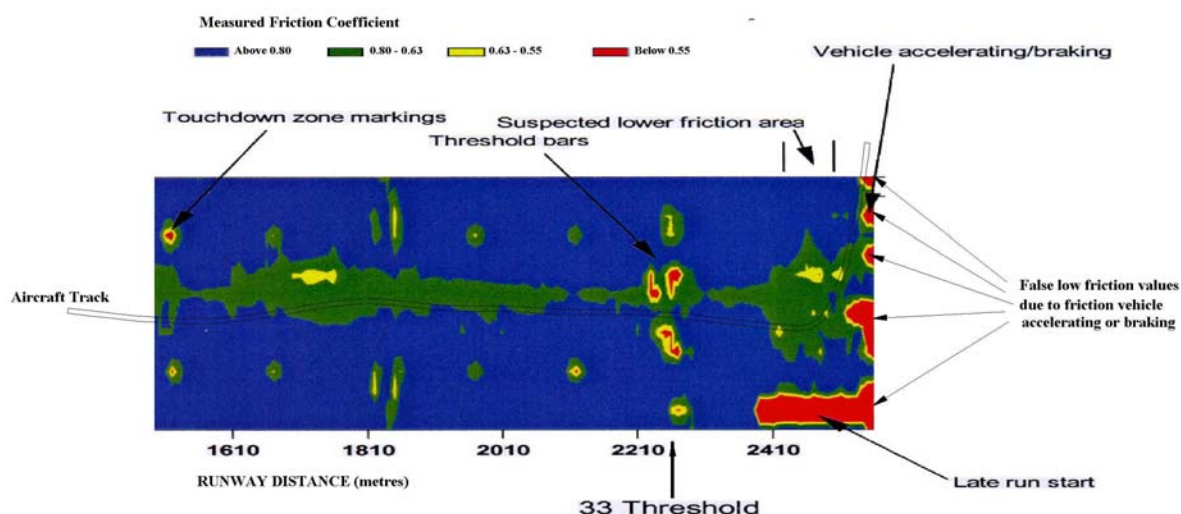 Measured Friction Coefficient
Above 0.80
0.80 - 0.63
0.63 - 0.55
Below 0.55
Vehicle accelerating/braking
Touchdown zone markings
Suspected lower friction area
Threshold bars
Aircraft Track
False low friction values
due to friction vehicle
accelerating or braking
1610
1810
2010
2210
2410
RUNWAY DISTANCE (metres)
Late run start
33 Threshold